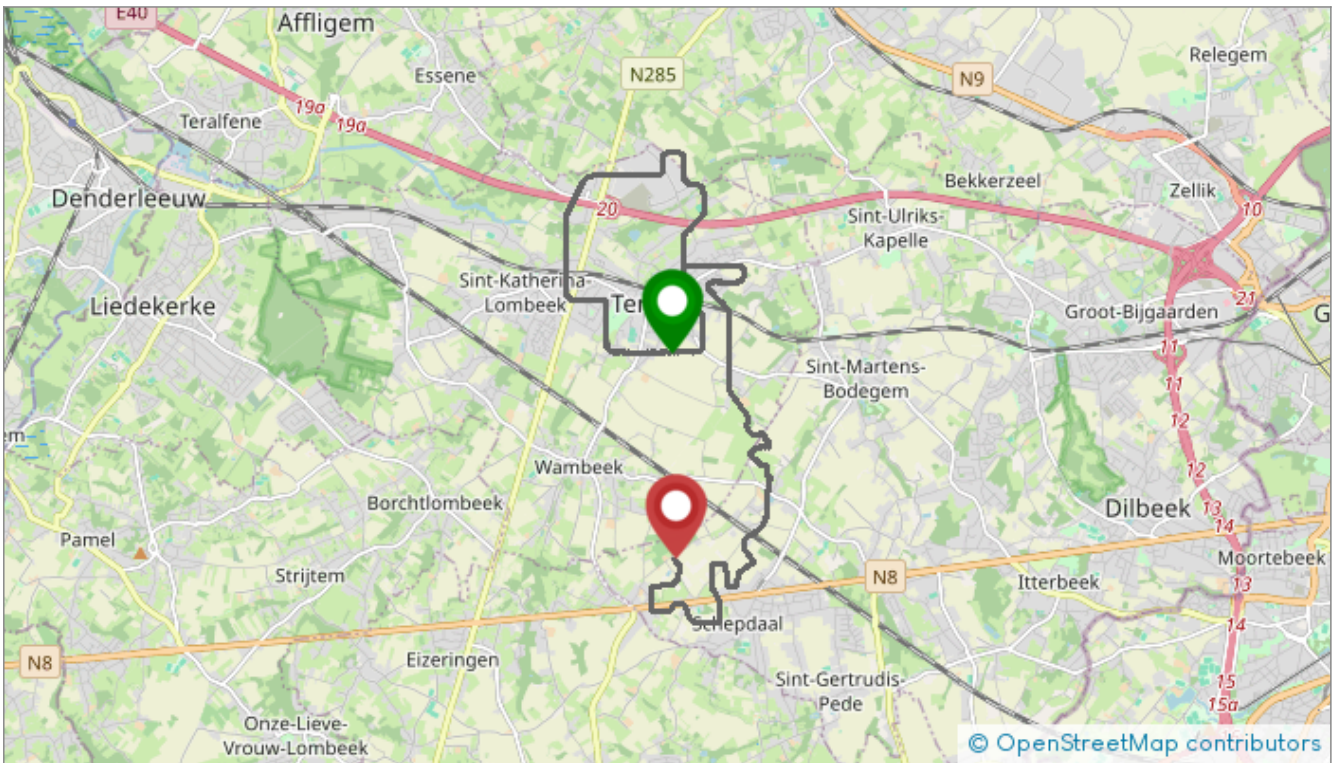 E40
Affligem
Essene
N285
N9
Relegem
19a
19a
Teralfene
Denderleeuw
20
Bekkerzeel
Zellik
10
Sint-Ulriks-
Kapelle
Sint-Katherina-
Lombeek
Liedekerke
Ter
21
Groot-Bijgaarden
G
11
Sint-Martens-
Bodegem
11
12
em
Wambeek
12
Borchtlombeek
13
Dilbeek
14
Pamel
Moortebeek
Strijtem
N8
Itterbeek
13
Schepdaal
14
N8
Eizeringen
Sint-Gertrudis-
Pede
15
15a
Onze-Lieve-
Vrouw-Lombeek
© OpenStreetMap contributors